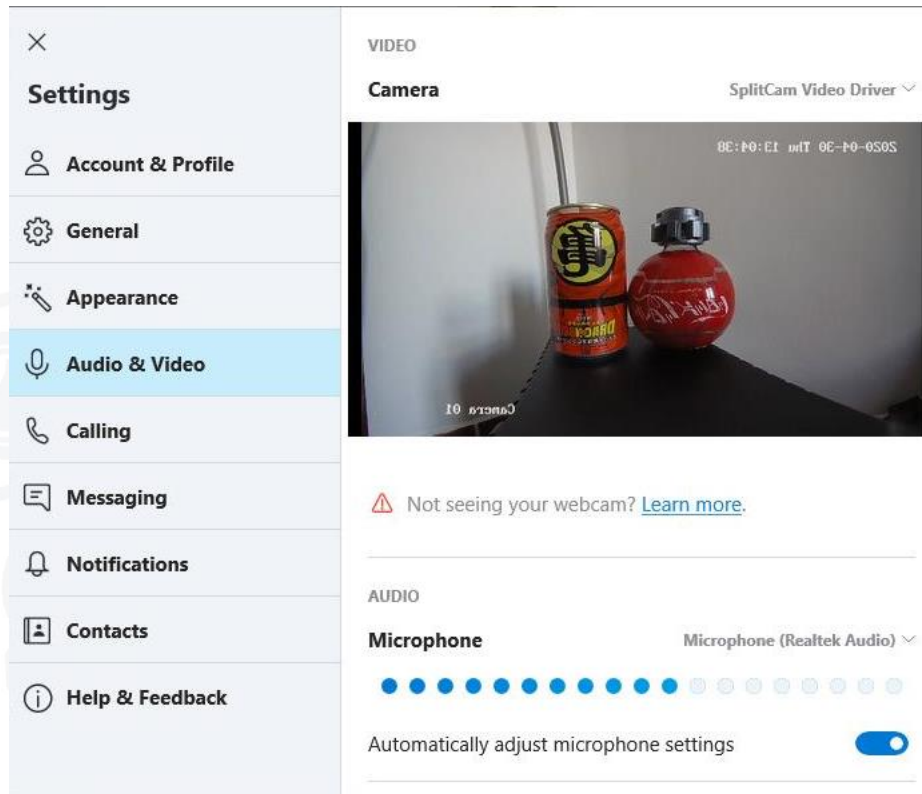 Settings
Account & Profile
General
Appearance
Audio & Video
Calling
Messaging
Notifications
Contacts
Help & Feedback
VIDEO
Camera
SplitCam Video Driver
2020-04-30 Thu 13:04:38
亀
DRAGON
Camera 01
Not seeing your webcam? Learn more.
AUDIO
Microphone
Microphone (Realtek Audio)
Automatically adjust microphone settings